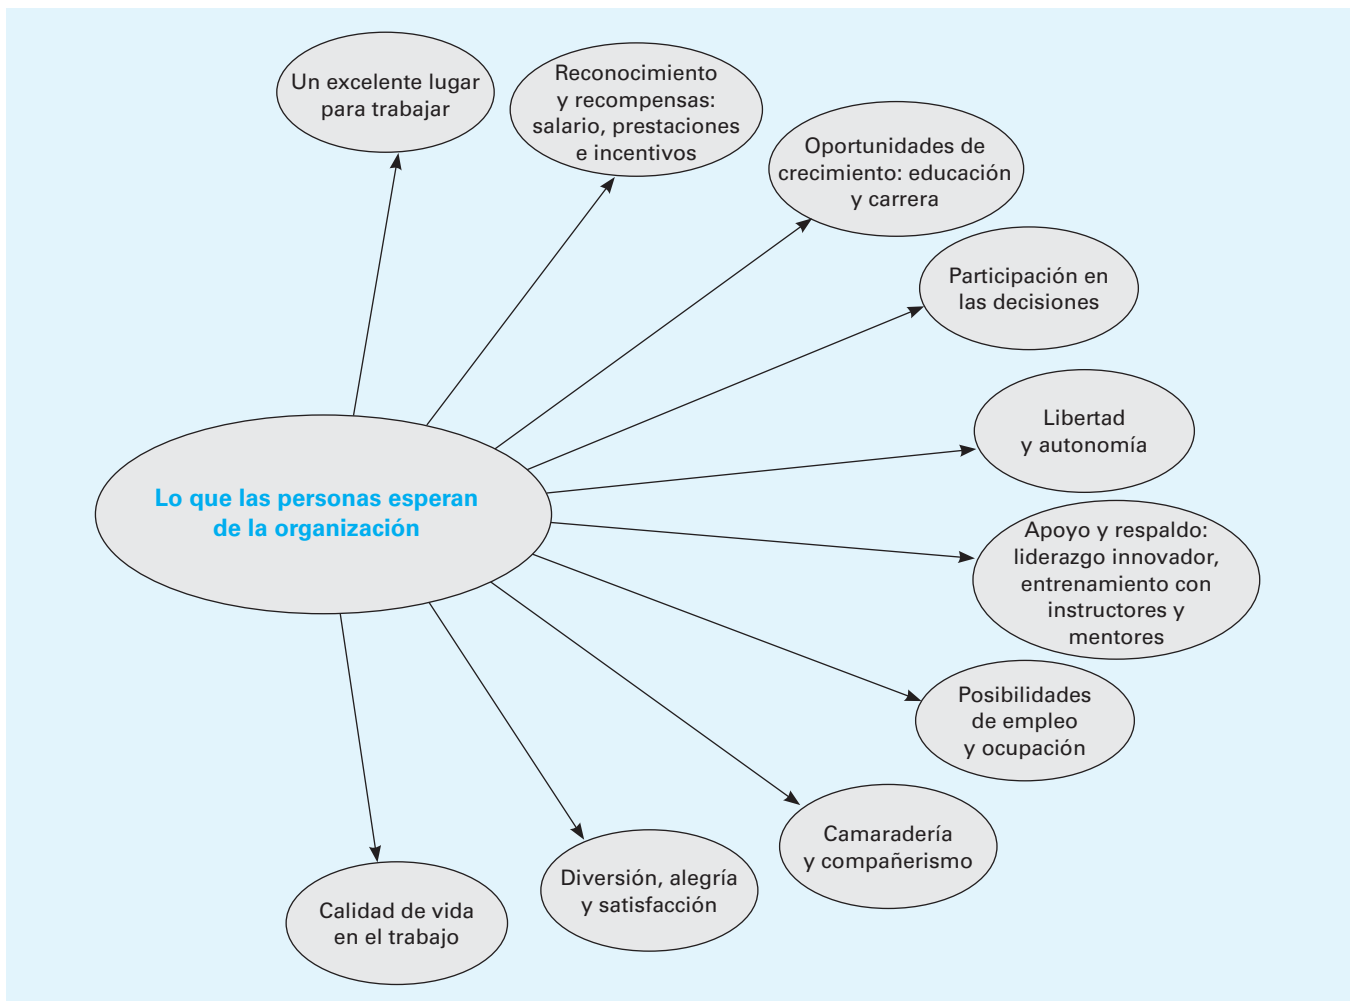 Un excelente lugar
para trabajar
Reconocimiento
y recompensas:
salario, prestaciones
e incentivos
Oportunidades de
crecimiento: educación
y carrera
Participación en
las decisiones
Libertad
y autonomía
Lo que las personas esperan
de la organización
Apoyo y respaldo:
liderazgo innovador,
entrenamiento con
instructores y
mentores
Posibilidades
de empleo
y ocupación
Camaradería
y compañerismo
Diversión, alegría
y satisfacción
Calidad de vida
en el trabajo